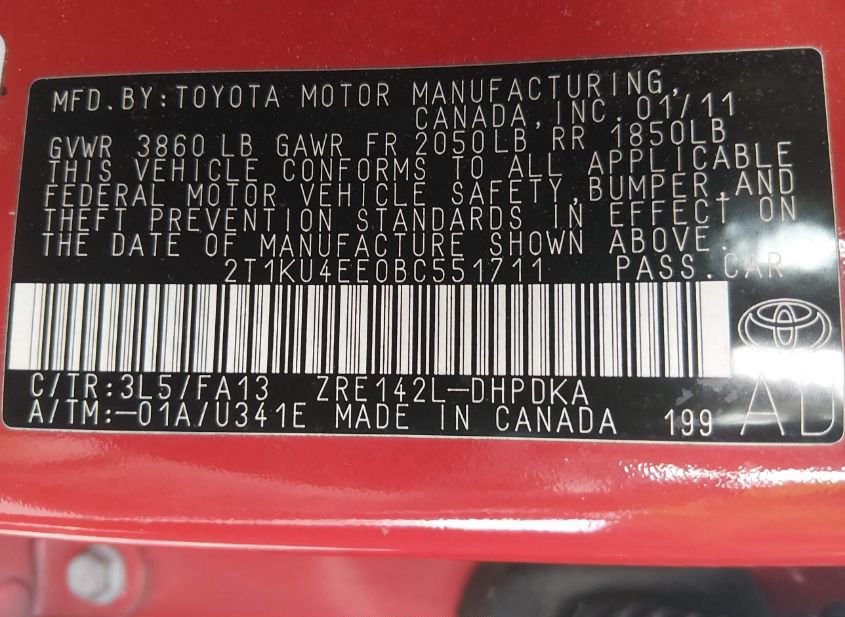 MFD.BY:TOYOTA MOTOR MANUFACTURING,
CANADA,INC. 01/11
GVWR 3860LB GAWR FR 2050LB RR 1850LB
THIS VEHICLE CONFORMS TO ALL APPLICABLE
FEDERAL MOTOR VEHICLE SAFETY,BUMPER,AND
THEFT PREVENTION STANDARDS IN EFFECT ON
THE DATE OF MANUFACTURE SHOWN ABOVE.
2T1KU4EE0BC551711 PASS.CAR
C/TR:3L5/FA13 ZRE142L-DHPDKA
A/TM:-01A/U341E MADE IN CANADA 199 AD